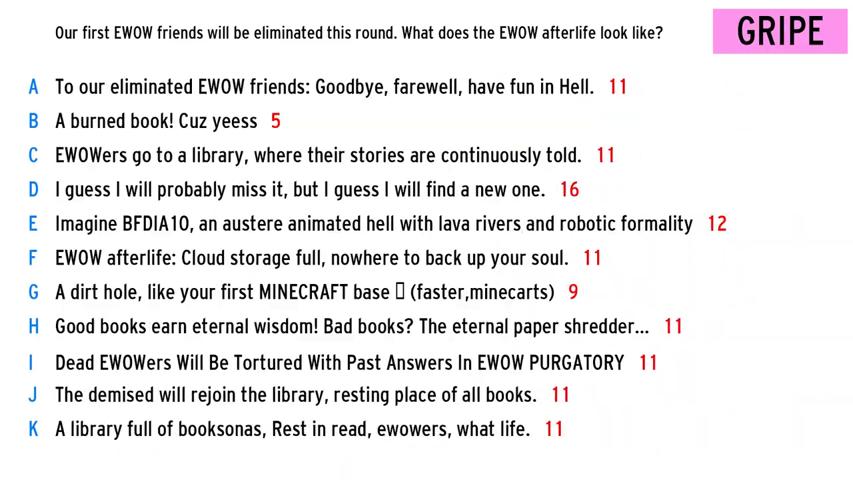 Our first EWOW friends will be eliminated this round. What does the EWOW afterlife look like?
GRIPE
A To our eliminated EWOW friends: Goodbye, farewell, have fun in Hell. 11
B A burned book! Cuz yeess 5
C EWOWers go to a library, where their stories are continuously told. 11
D I guess I will probably miss it, but I guess I will find a new one. 16
E Imagine BFDIA10, an austere animated hell with lava rivers and robotic formality 12
F EWOW afterlife: Cloud storage full, nowhere to back up your soul. 11
G A dirt hole, like your first MINECRAFT base ▯ (faster,minecarts) 9
H Good books earn eternal wisdom! Bad books? The eternal paper shredder... 11
I Dead EWOWers Will Be Tortured With Past Answers In EWOW PURGATORY 11
J The demised will rejoin the library, resting place of all books. 11
K A library full of booksonas, Rest in read, ewowers, what life. 11